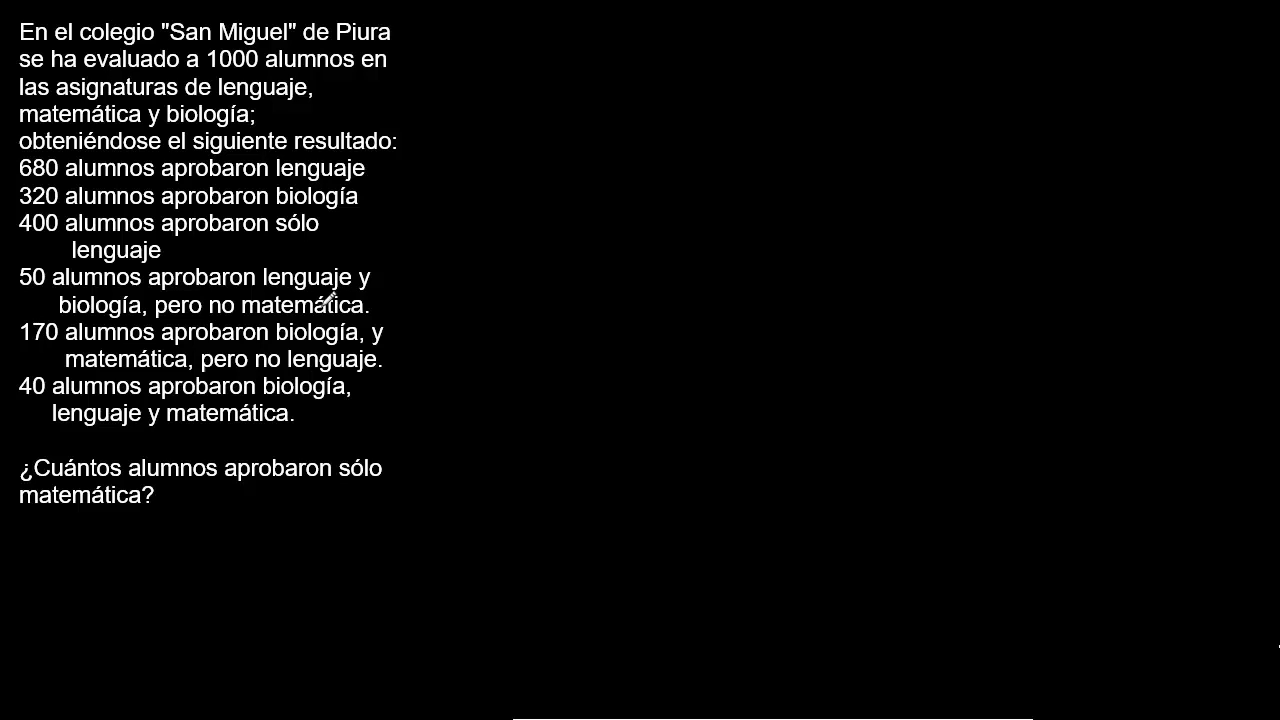 En el colegio "San Miguel" de Piura
se ha evaluado a 1000 alumnos en
las asignaturas de lenguaje,
matemática y biología;
obteniéndose el siguiente resultado:
680 alumnos aprobaron lenguaje
320 alumnos aprobaron biología
400 alumnos aprobaron sólo
lenguaje
50 alumnos aprobaron lenguaje y
biología, pero no matemática.
170 alumnos aprobaron biología, y
matemática, pero no lenguaje.
40 alumnos aprobaron biología,
lenguaje y matemática.
¿Cuántos alumnos aprobaron sólo
matemática?